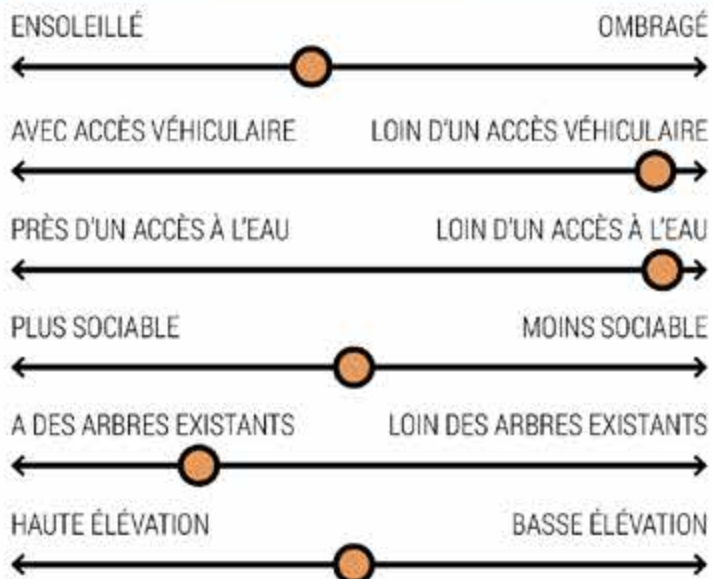 ENSOLEILLÉ OMBRAGÉ
AVEC ACCÈS VÉHICULAIRE LOIN D'UN ACCÈS VÉHICULAIRE
PRÈS D'UN ACCÈS À L'EAU LOIN D'UN ACCÈS À L'EAU
PLUS SOCIABLE MOINS SOCIABLE
A DES ARBRES EXISTANTS LOIN DES ARBRES EXISTANTS
HAUTE ÉLÉVATION BASSE ÉLÉVATION